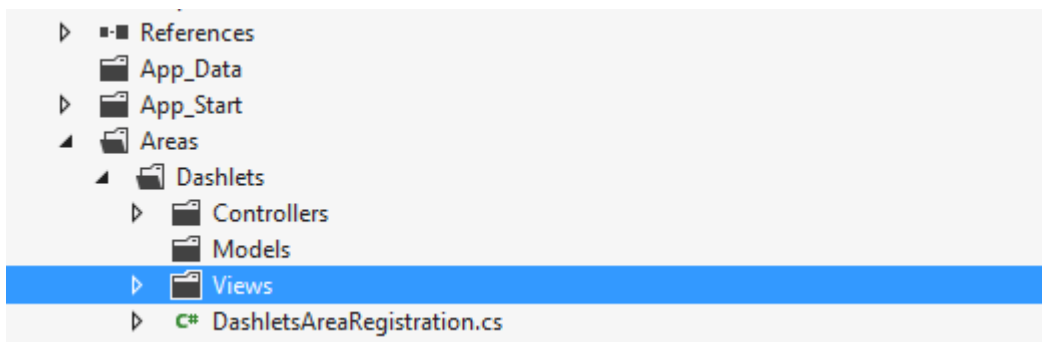 References
App_Data
App_Start
Areas
Dashlets
Controllers
Models
Views
C# DashletsAreaRegistration.cs